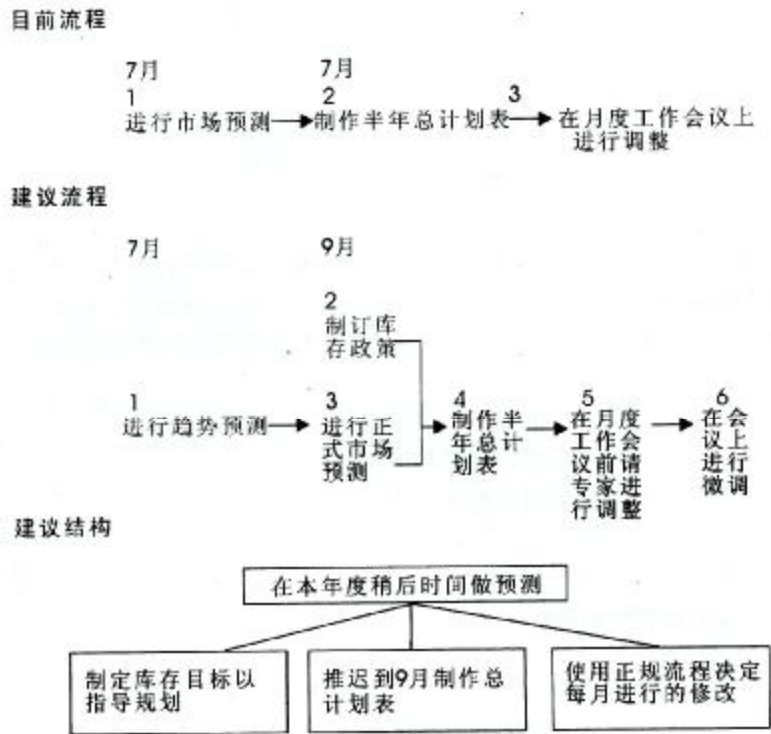 目前流程
7月 7月
1 2 3
进行市场预测 制作半年总计划表 在月度工作会议上
进行调整
建议流程
7月 9月
2
制订库
存政策
1
进行趋势预测
3
进行正
式市场
预测
4
制作半
年总计
划表
5
在月度
工作会
议前请
专家进
行调整
6
在会
议上
进行
微调
建议结构
在本年度稍后时间做预测
制定库存目标以
指导规划
推迟到9月制作总
计划表
使用正规流程决定
每月进行的修改